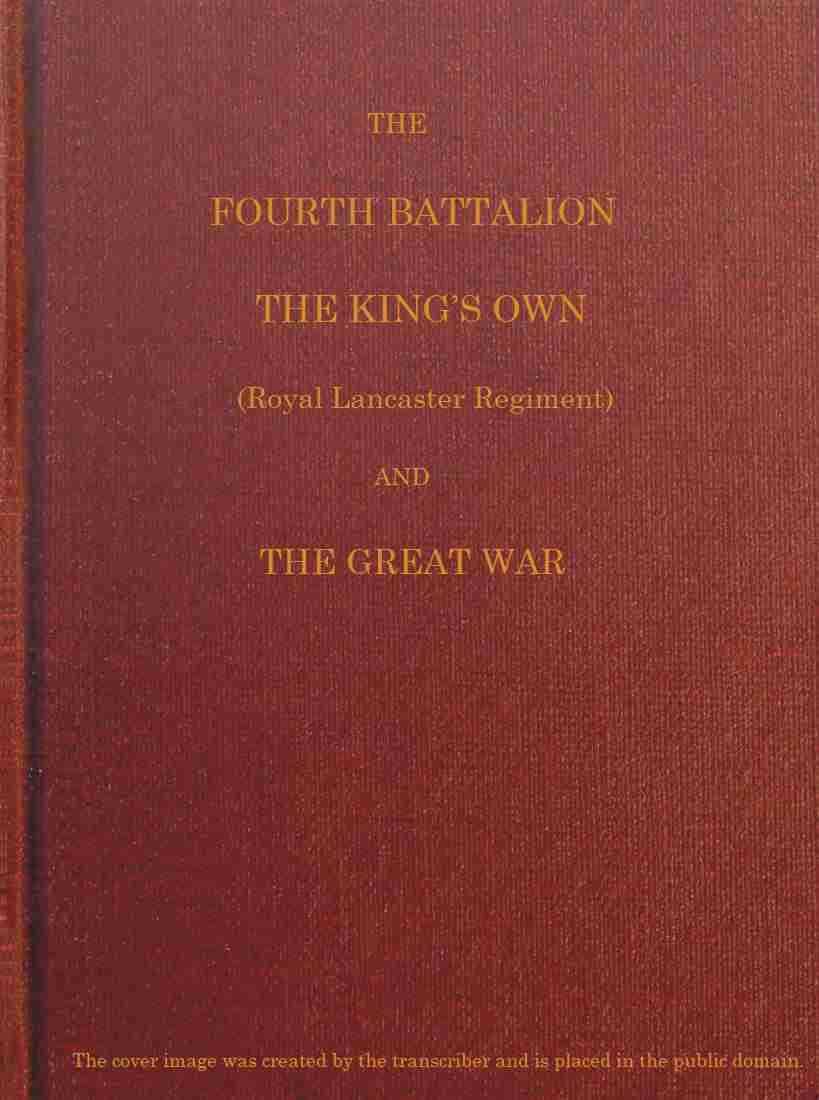 THE
FOURTH BATTALION
THE KING’S OWN
(Royal Lancaster Regiment)
AND
THE GREAT WAR
The cover image was created by the transcriber and is placed in the public domain.